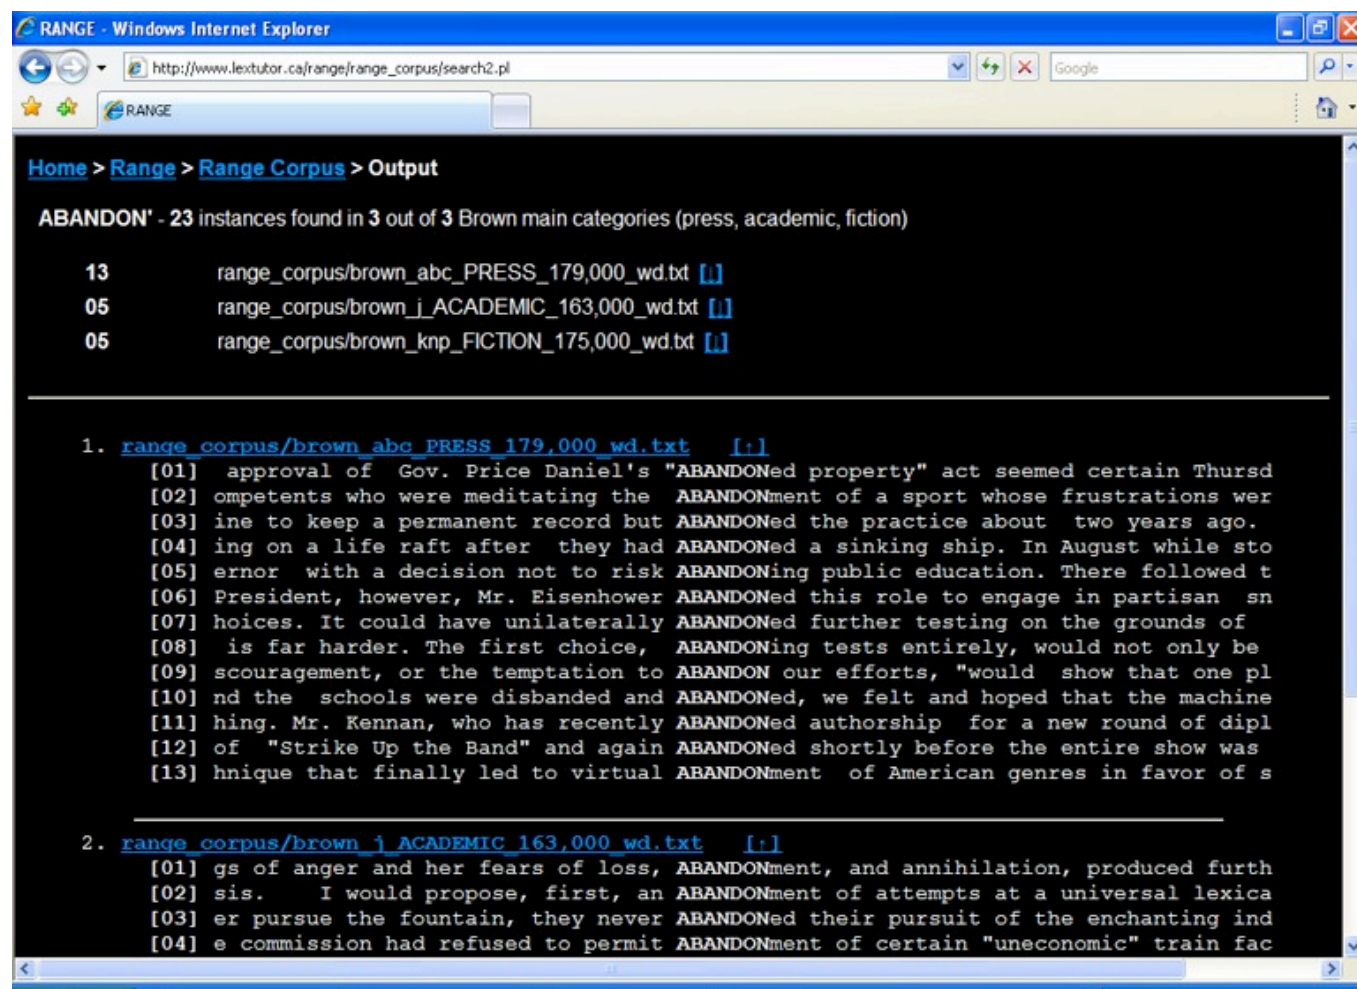 RANGE - Windows Internet Explorer
http://www.lextutor.ca/range/range_corpus/search2.pl
Google
RANGE
Home > Range > Range Corpus > Output
ABANDON' - 23 instances found in 3 out of 3 Brown main categories (press, academic, fiction)
13 range_corpus/brown_abc_PRESS_179,000_wd.txt [↓]
05 range_corpus/brown_j_ACADEMIC_163,000_wd.txt [↓]
05 range_corpus/brown_knp_FICTION_175,000_wd.txt [↓]
1. range_corpus/brown_abc_PRESS_179,000_wd.txt [↑]
[01] approval of Gov. Price Daniel's "ABANDONed property" act seemed certain Thursd
[02] ompetents who were meditating the ABANDONment of a sport whose frustrations wer
[03] ine to keep a permanent record but ABANDONed the practice about two years ago.
[04] ing on a life raft after they had ABANDONed a sinking ship. In August while sto
[05] ernor with a decision not to risk ABANDONing public education. There followed t
[06] President, however, Mr. Eisenhower ABANDONed this role to engage in partisan sn
[07] hoices. It could have unilaterally ABANDONed further testing on the grounds of
[08] is far harder. The first choice, ABANDONing tests entirely, would not only be
[09] scouragement, or the temptation to ABANDON our efforts, "would show that one pl
[10] nd the schools were disbanded and ABANDONed, we felt and hoped that the machine
[11] hing. Mr. Kennan, who has recently ABANDONed authorship for a new round of dipl
[12] of "Strike Up the Band" and again ABANDONed shortly before the entire show was
[13] hnique that finally led to virtual ABANDONment of American genres in favor of s
2. range_corpus/brown_j_ACADEMIC_163,000_wd.txt [↑]
[01] gs of anger and her fears of loss, ABANDONment, and annihilation, produced furth
[02] sis. I would propose, first, an ABANDONment of attempts at a universal lexica
[03] er pursue the fountain, they never ABANDONed their pursuit of the enchanting ind
[04] e commission had refused to permit ABANDONment of certain "uneconomic" train fac